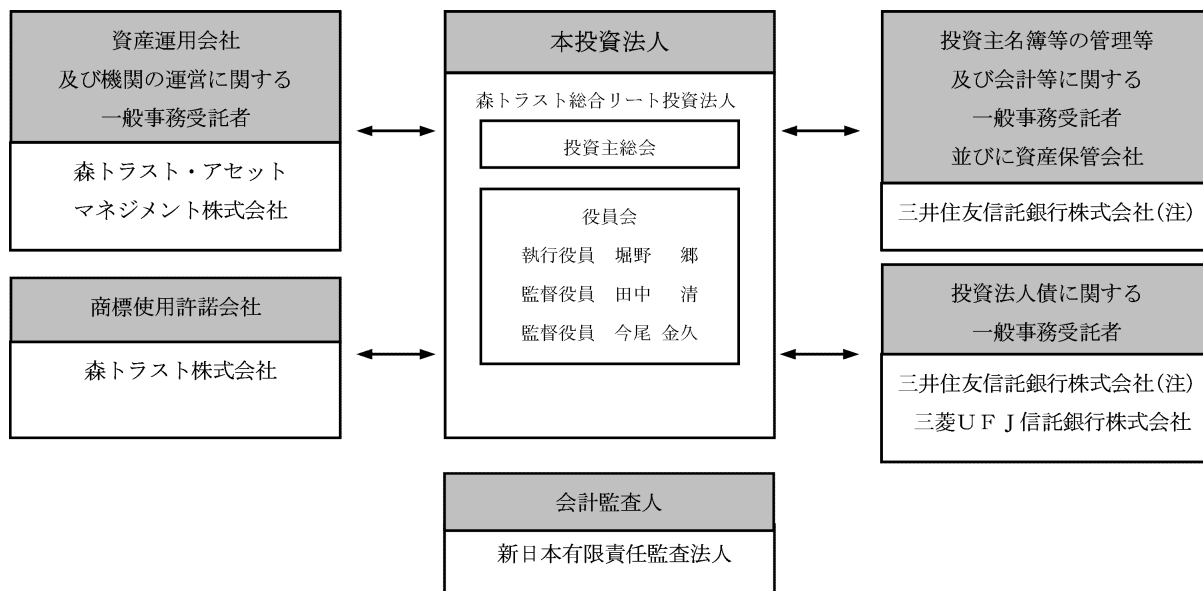 資産運用会社
及び機関の運営に関する
一般事務受託者
森トラスト・アセット
マネジメント株式会社
商標使用許諾会社
森トラスト株式会社
本投資法人
森トラスト総合リート投資法人
投資主総会
役員会
執行役員 堀野 郷
監督役員 田中 清
監督役員 今尾 金久
会計監査人
新日本有限責任監査法人
投資主名簿等の管理等
及び会計等に関する
一般事務受託者
並びに資産保管会社
三井住友信託銀行株式会社(注)
投資法人債に関する
一般事務受託者
三井住友信託銀行株式会社(注)
三菱UFJ信託銀行株式会社